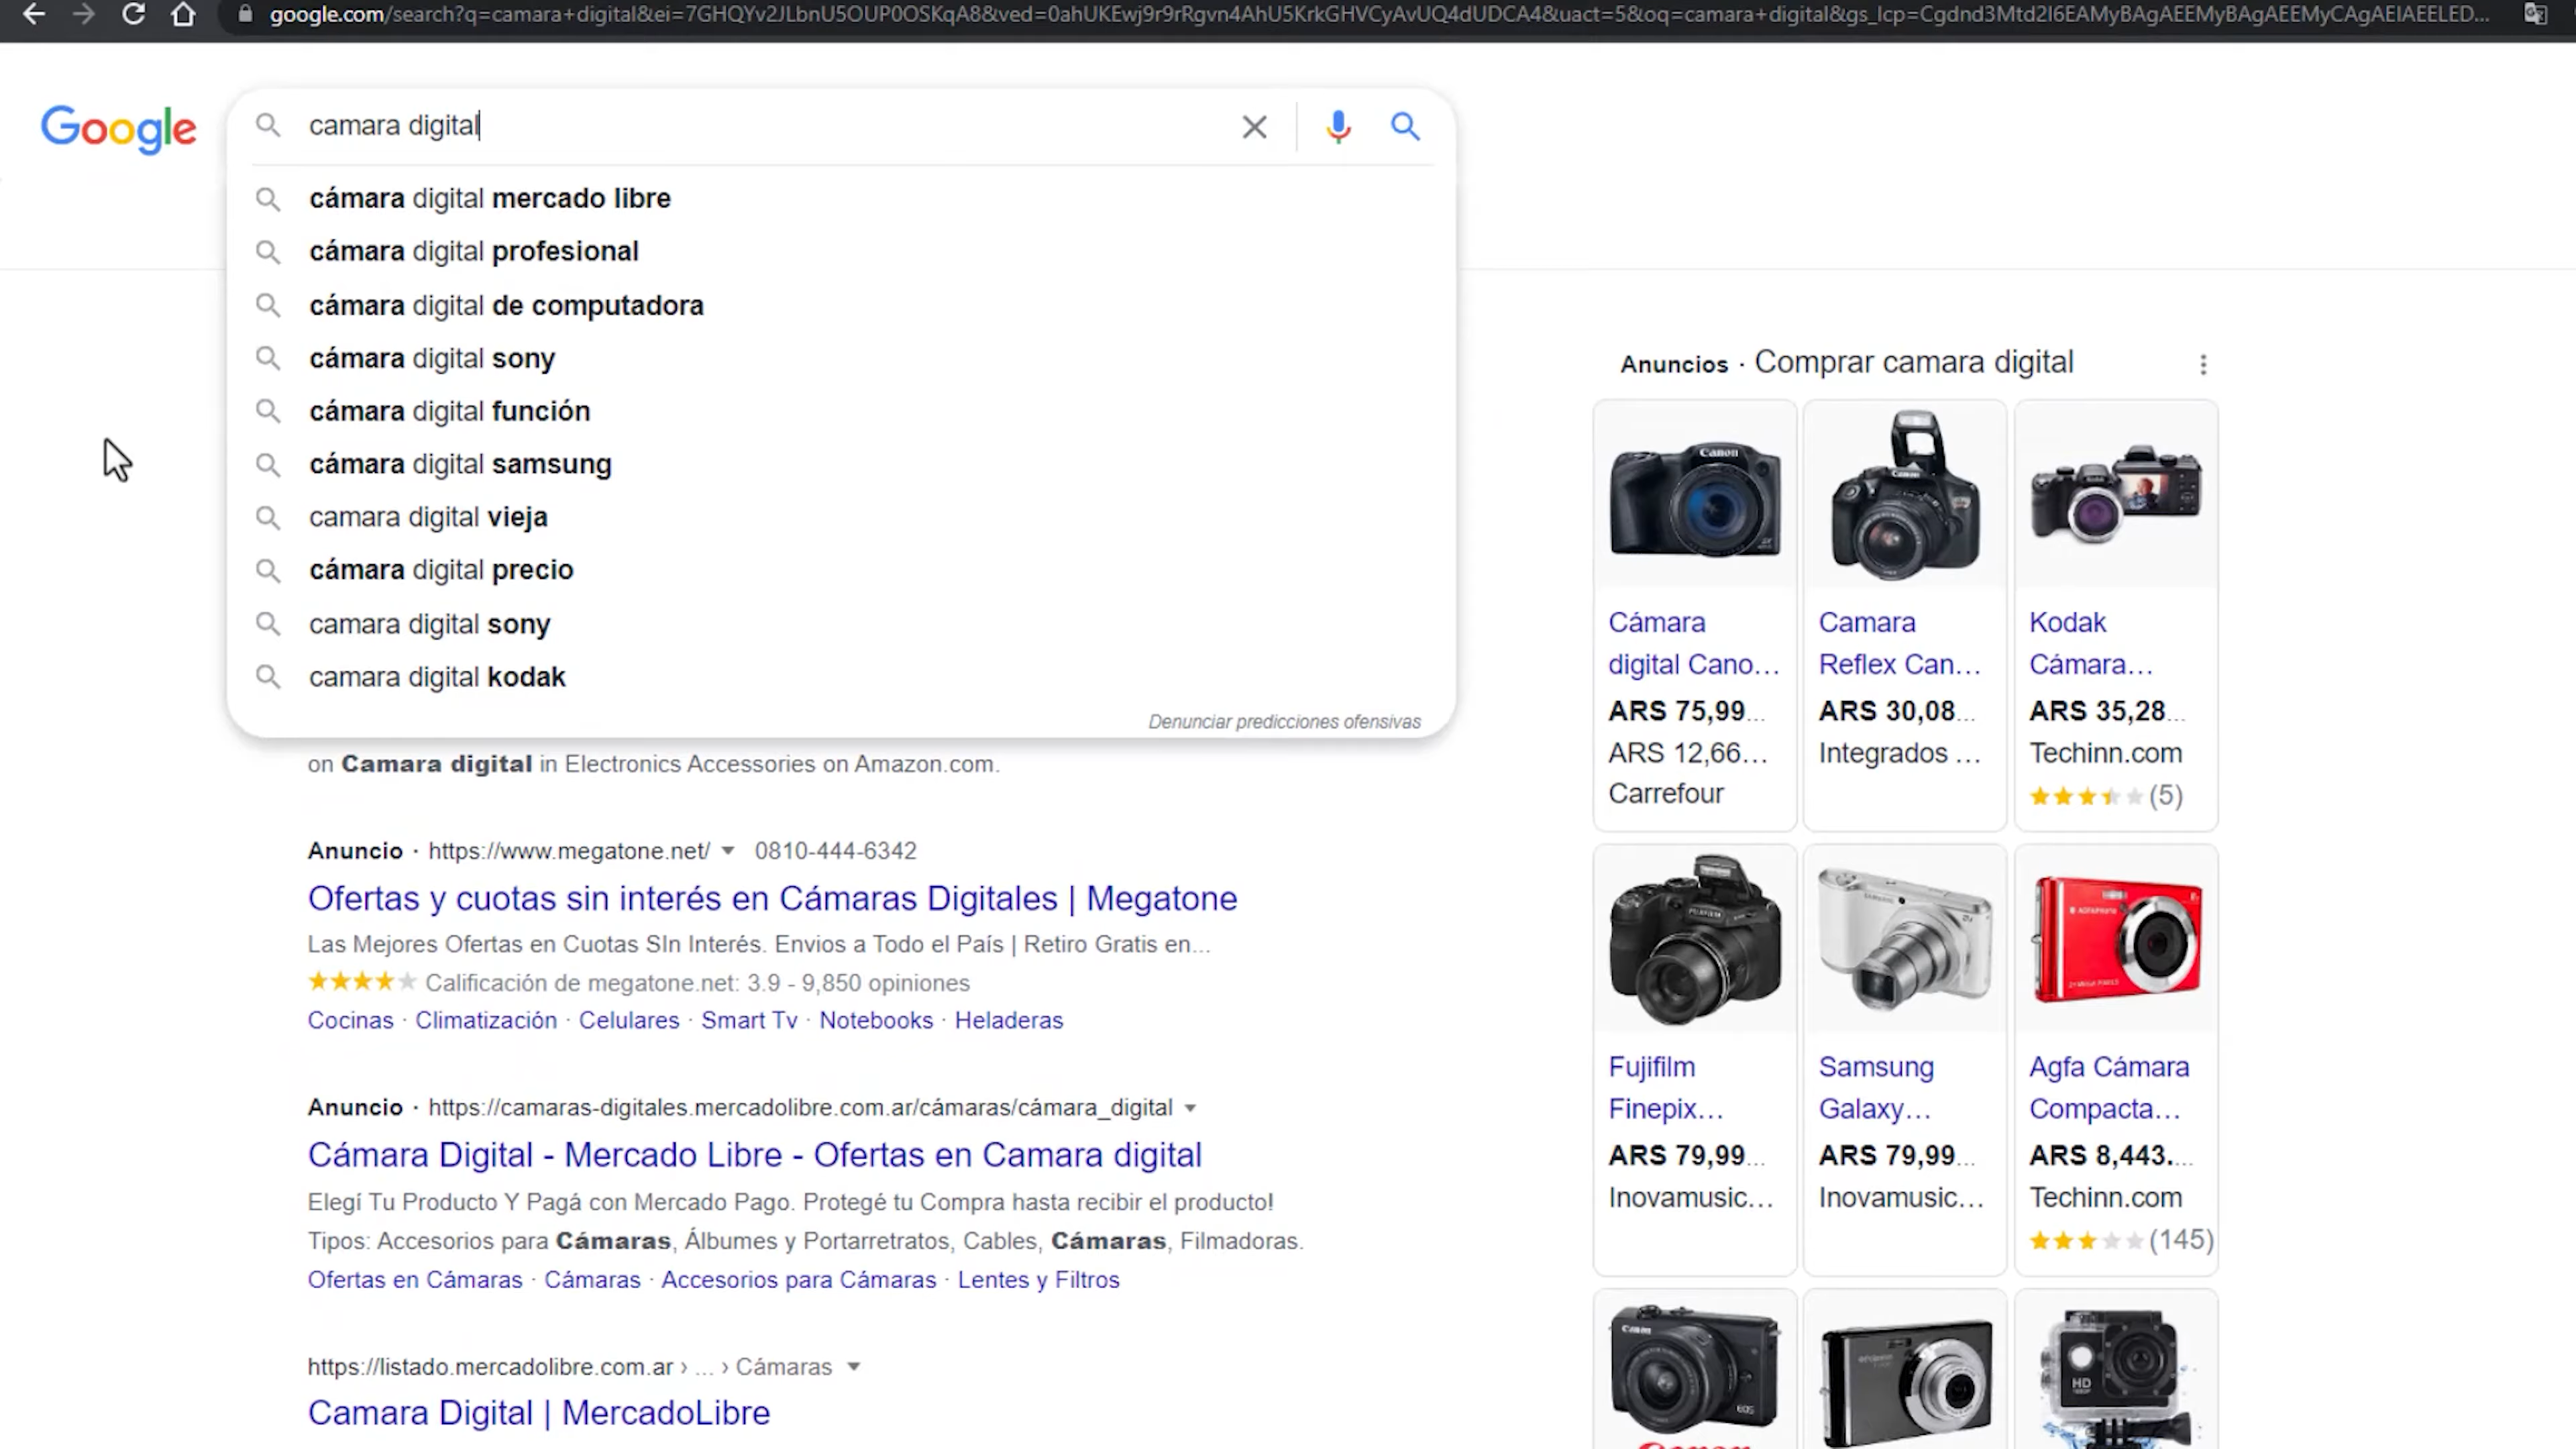 google.com/search?q=camara+digital&ei=7GHQYv2JLbnU5OUP0OSKqA8&ved=0ahUKEwj9r9rRgvn4AhU5KrkGHVCyAvUQ4dUDCA4&uact=5&oq=camara+digital&gs_lcp=Cgdnd3Mtd2l6EAMyBAgAEEMyBAgAEEMyCAgAEIAEELED...
Google
camara digital
cámara digital mercado libre
cámara digital profesional
cámara digital de computadora
cámara digital sony
cámara digital función
cámara digital samsung
camara digital vieja
cámara digital precio
camara digital sony
camara digital kodak
Denunciar predicciones ofensivas
on Camara digital in Electronics Accessories on Amazon.com.
Anuncio · https://www.megatone.net/ 0810-444-6342
Ofertas y cuotas sin interés en Cámaras Digitales | Megatone
Las Mejores Ofertas en Cuotas SIn Interés. Envios a Todo el País | Retiro Gratis en...
Calificación de megatone.net: 3.9 - 9,850 opiniones
Cocinas · Climatización · Celulares · Smart Tv · Notebooks · Heladeras
Anuncio · https://camaras-digitales.mercadolibre.com.ar/cámaras/cámara_digital
Cámara Digital - Mercado Libre - Ofertas en Camara digital
Elegí Tu Producto Y Pagá con Mercado Pago. Protegé tu Compra hasta recibir el producto!
Tipos: Accesorios para Cámaras, Álbumes y Portarretratos, Cables, Cámaras, Filmadoras.
Ofertas en Cámaras · Cámaras · Accesorios para Cámaras · Lentes y Filtros
https://listado.mercadolibre.com.ar › ... › Cámaras
Camara Digital | MercadoLibre
Anuncios · Comprar camara digital
Canon
Cámara
digital Cano...
ARS 75,99...
ARS 12,66...
Carrefour
Canon
Camara
Reflex Can...
ARS 30,08...
Integrados ...
Kodak
Cámara...
ARS 35,28...
Techinn.com
(5)
FUJIFILM
Fujifilm
Finepix...
ARS 79,99...
Inovamusic...
SAMSUNG
Samsung
Galaxy...
ARS 79,99...
Inovamusic...
AGFAPHOTO
Agfa Cámara
Compacta...
ARS 8,443....
Techinn.com
(145)
Canon
EOS
Canon
HD